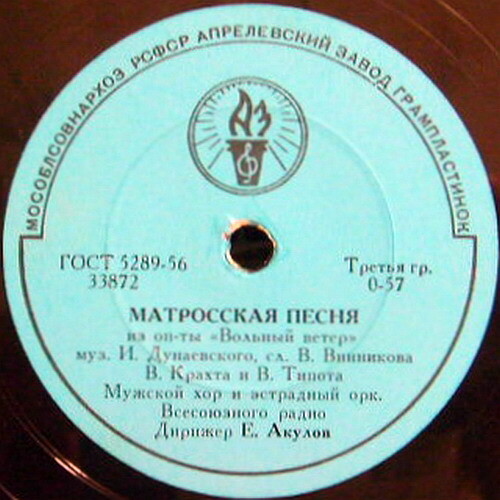 МОСОБЛСОВНАРХОЗ РСФСР АПРЕЛЕВСКИЙ ЗАВОД ГРАМПЛАСТИНОК
АЗ
ГОСТ 5289-56
33872
Третья гр.
0-57
МАТРОССКАЯ ПЕСНЯ
из оп-ты «Вольный ветер»
муз. И. Дунаевского, сл. В. Винникова
В. Крахта и В. Типота
Мужской хор и эстрадный орк.
Всесоюзного радио
Дирижер Е. Акулов